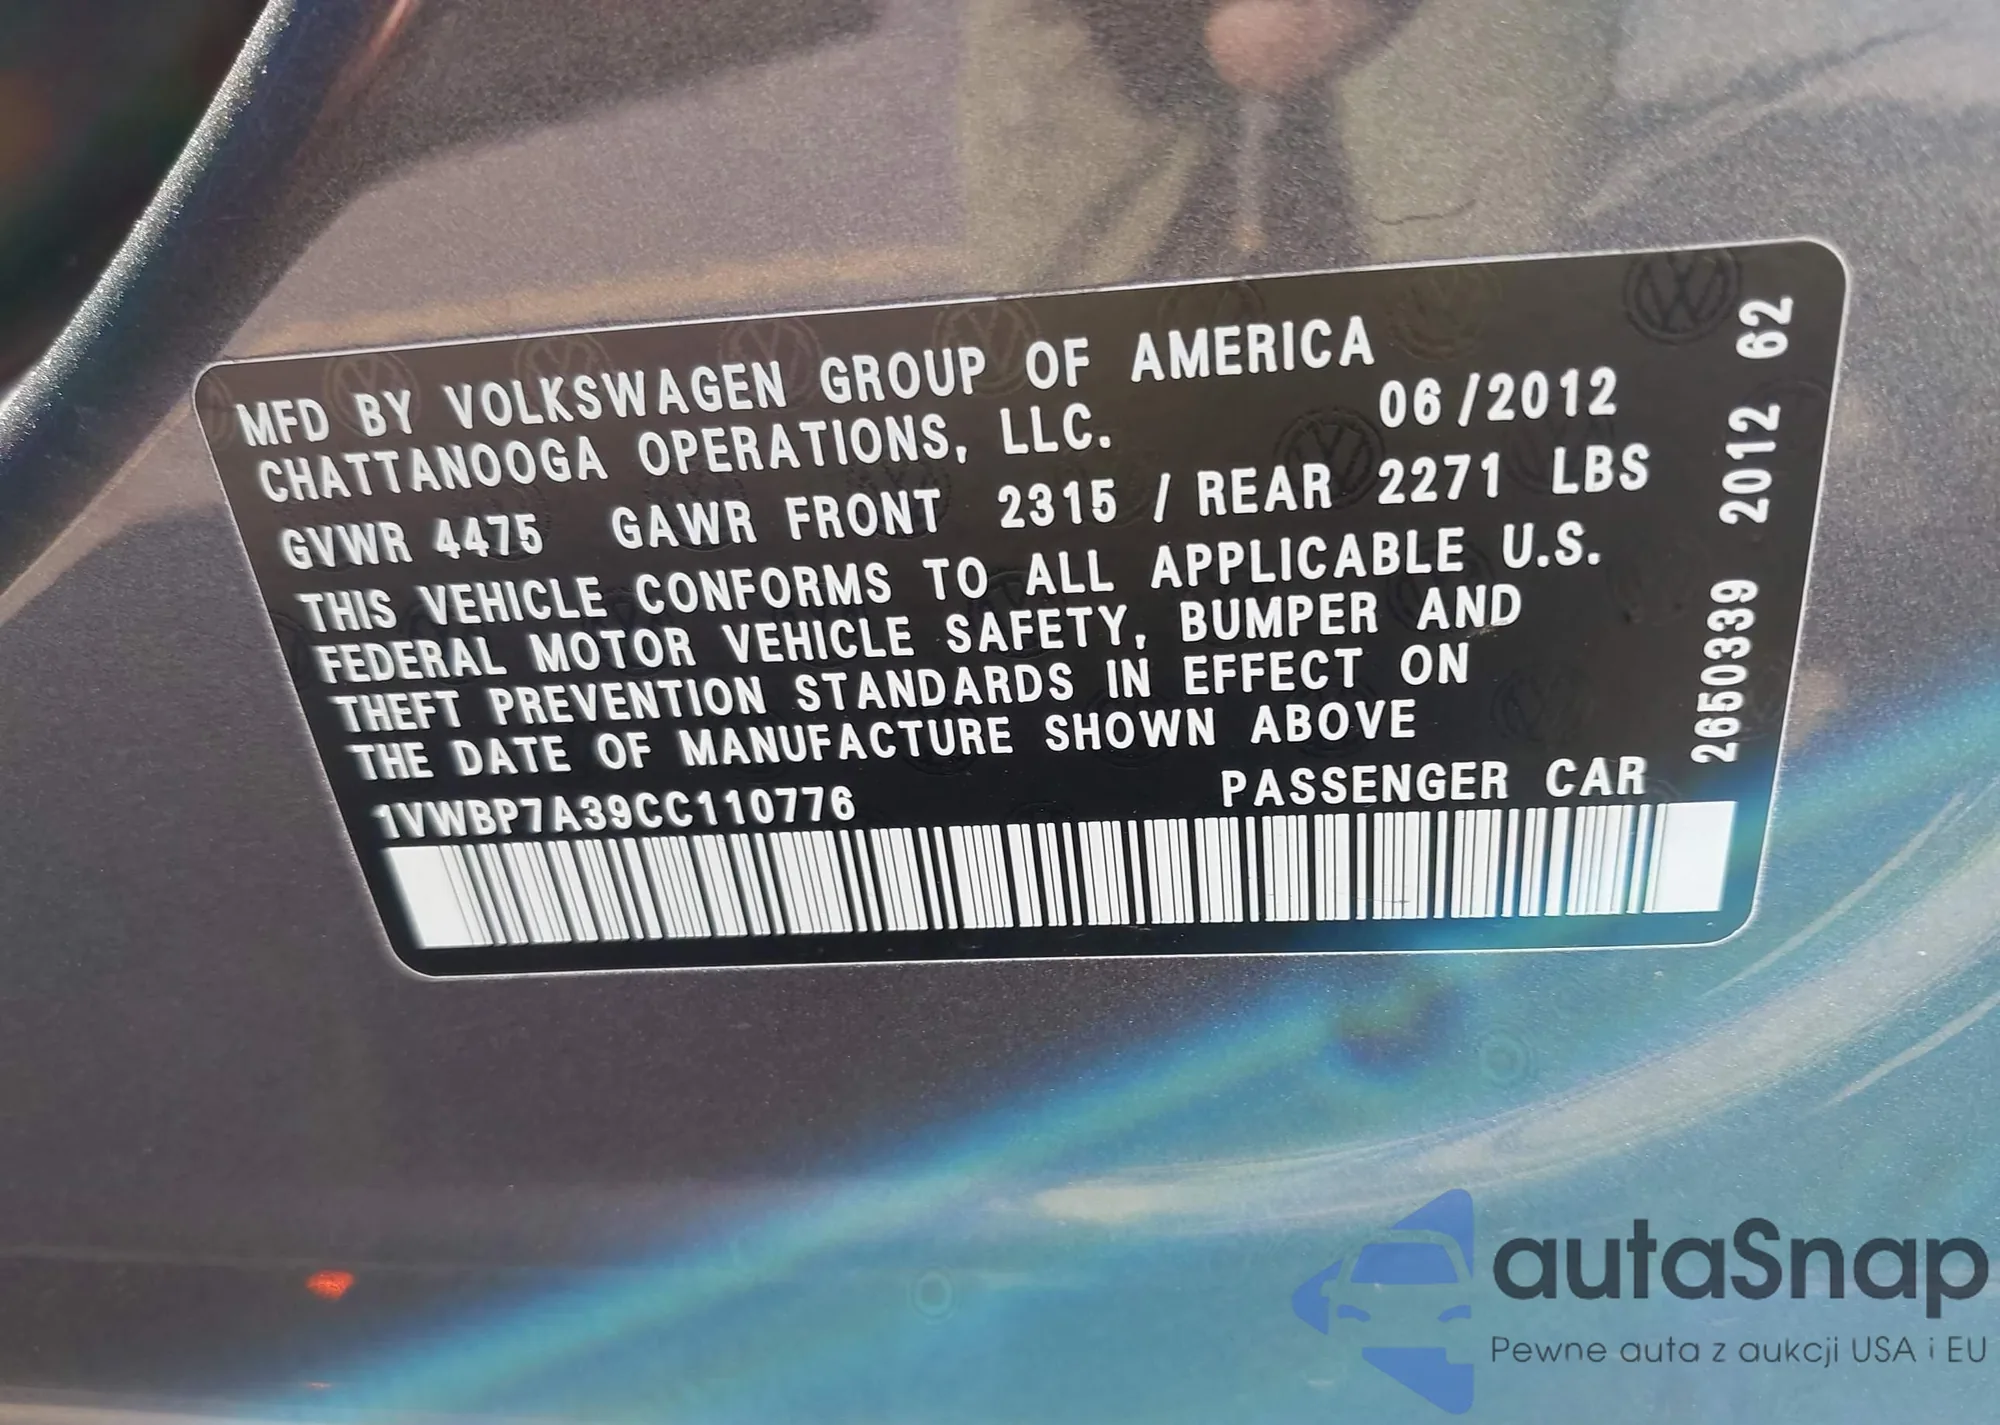 MFD BY VOLKSWAGEN GROUP OF AMERICA
CHATTANOOGA OPERATIONS, LLC. 06/2012
GVWR 4475 GAWR FRONT 2315 / REAR 2271 LBS
THIS VEHICLE CONFORMS TO ALL APPLICABLE U.S.
FEDERAL MOTOR VEHICLE SAFETY, BUMPER AND
THEFT PREVENTION STANDARDS IN EFFECT ON
THE DATE OF MANUFACTURE SHOWN ABOVE
1VWBP7A39CC110776 PASSENGER CAR
2650339 2012 62
autaSnap
Pewne auta z aukcji USA i EU